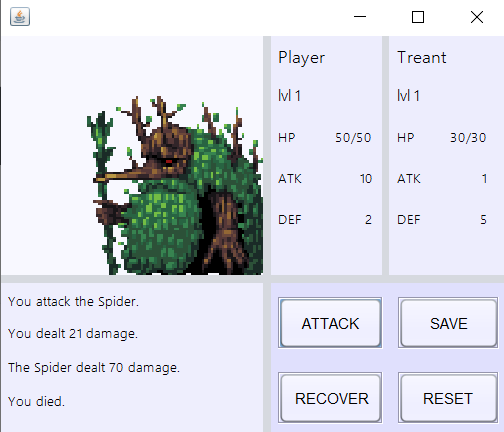 Player
lvl 1
HP 50/50
ATK 10
DEF 2
Treant
lvl 1
HP 30/30
ATK 1
DEF 5
You attack the Spider.
You dealt 21 damage.
The Spider dealt 70 damage.
You died.
ATTACK
SAVE
RECOVER
RESET